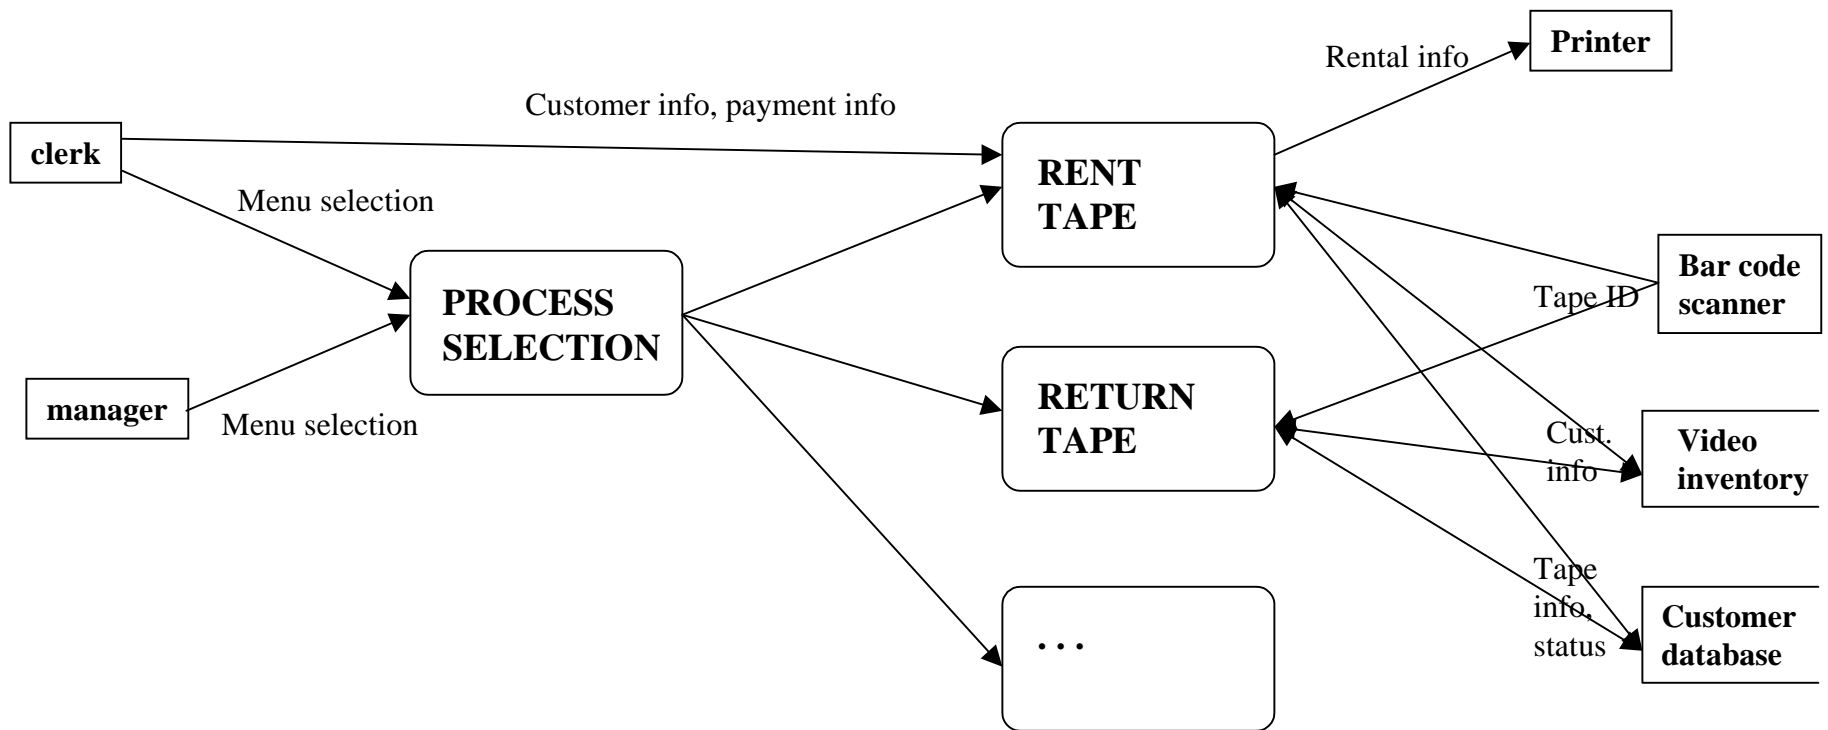 Printer
Rental info
Customer info, payment info
clerk
RENT
TAPE
Menu selection
Bar code
scanner
Tape ID
PROCESS
SELECTION
manager
Menu selection
RETURN
TAPE
Cust.
info
Video
inventory
Tape
info,
status
Customer
database
. . .